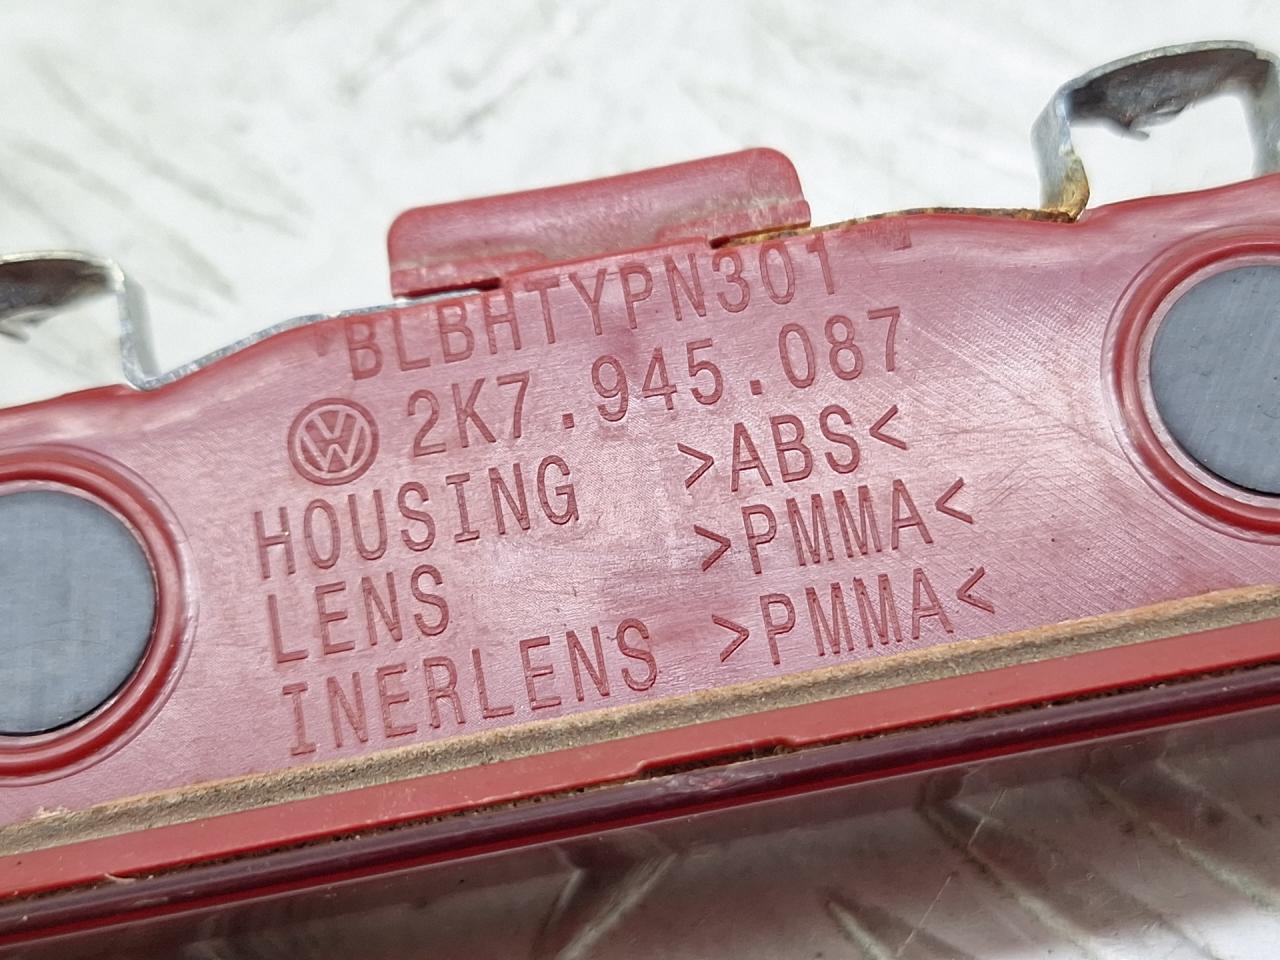 BLBHTYPN301
2K7.945.087
HOUSING >ABS<
LENS >PMMA<
INERLENS >PMMA<